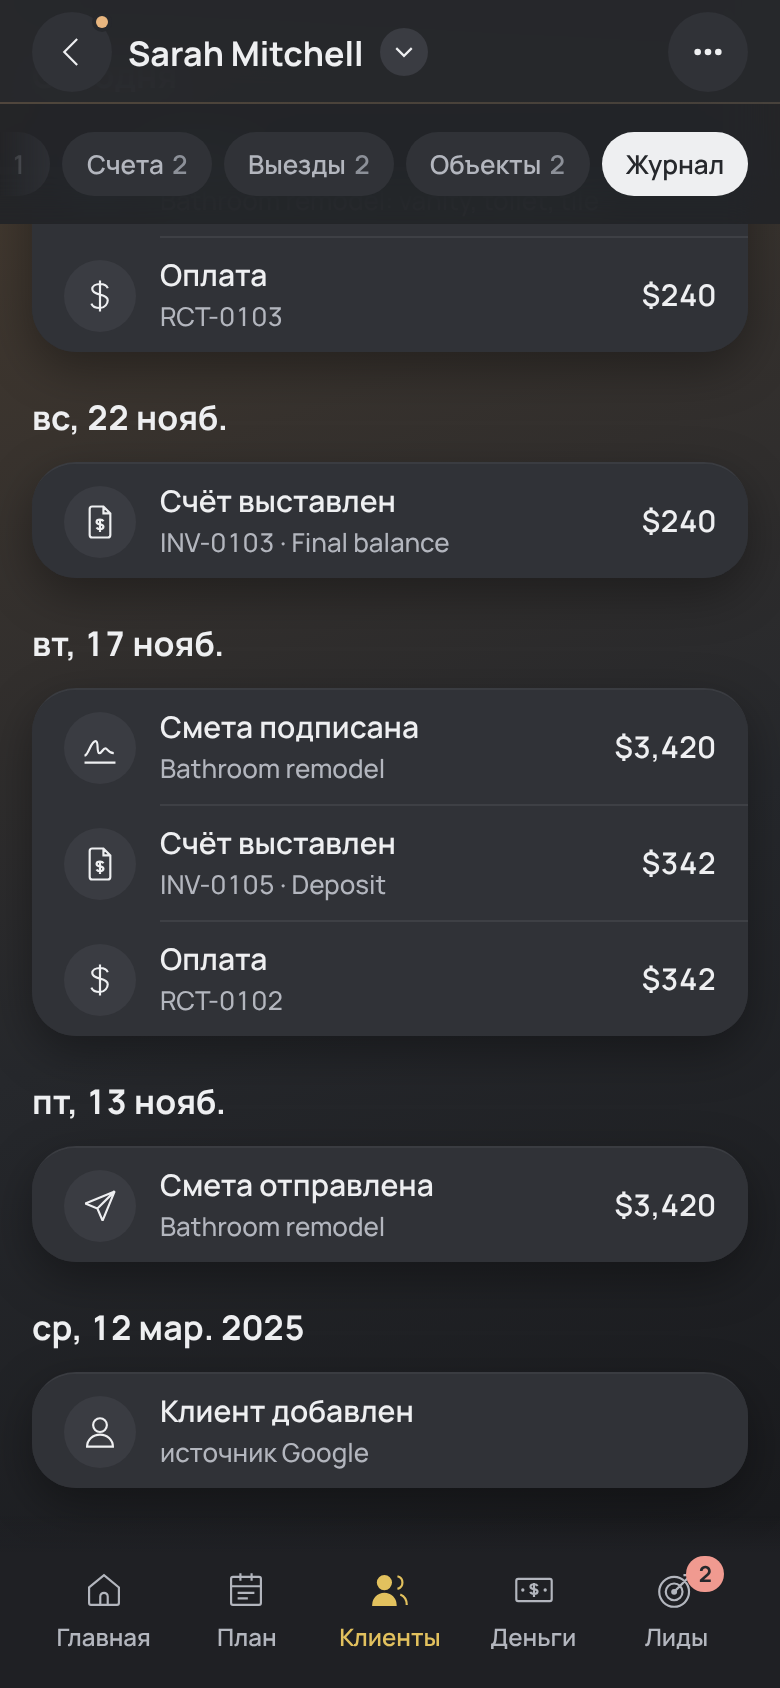 Sarah Mitchell
1
Счета 2
Выезды 2
Объекты 2
Журнал
Оплата
RCT-0103
$240
вс, 22 нояб.
Счёт выставлен
INV-0103 · Final balance
$240
вт, 17 нояб.
Смета подписана
Bathroom remodel
$3,420
Счёт выставлен
INV-0105 · Deposit
$342
Оплата
RCT-0102
$342
пт, 13 нояб.
Смета отправлена
Bathroom remodel
$3,420
ср, 12 мар. 2025
Клиент добавлен
источник Google
Главная
План
Клиенты
Деньги
2
Лиды